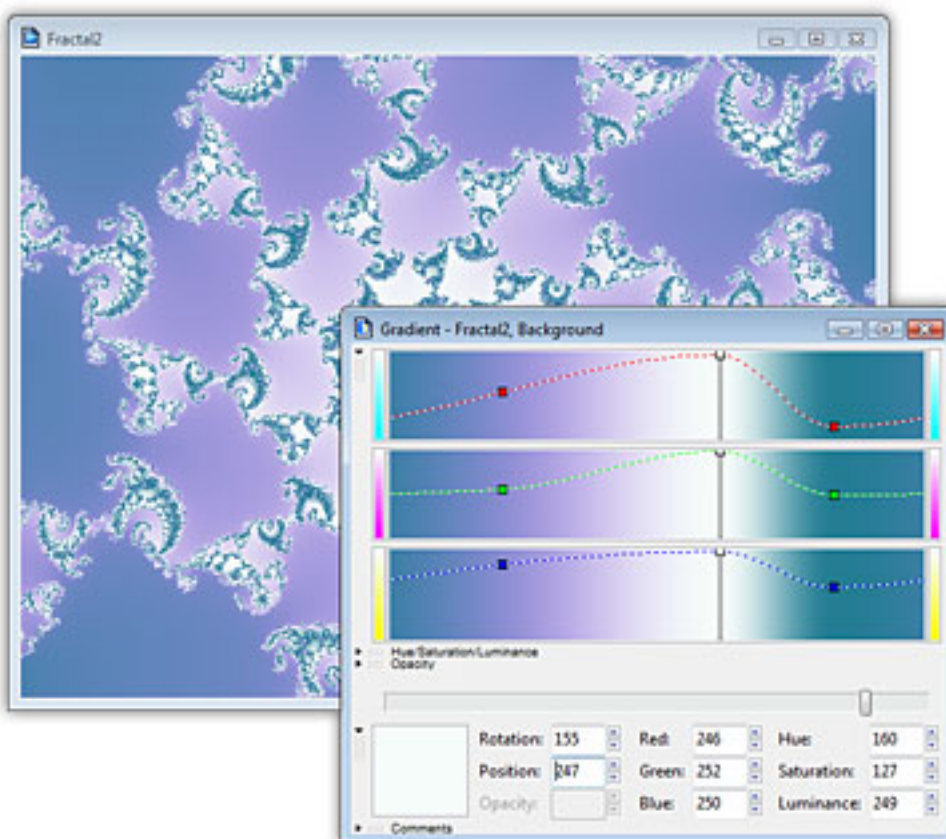 Fractal2
Gradient - Fractal2, Background
Hue/Saturation/Luminance
Opacity
Rotation: 155 Red: 246 Hue: 160
Position: 247 Green: 252 Saturation: 127
Opacity: Blue: 250 Luminance: 249
Comments